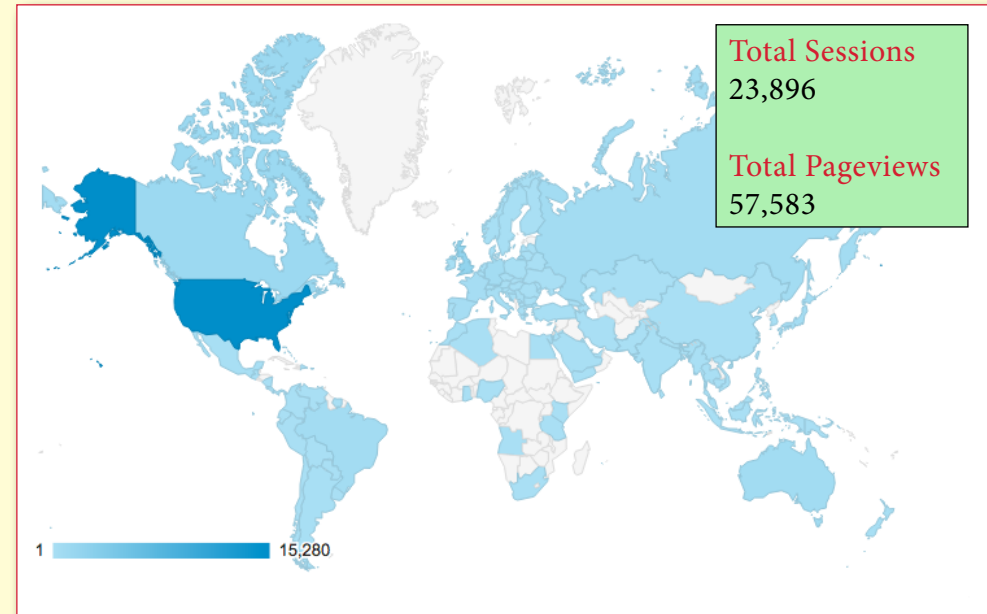 Total Sessions
23,896
Total Pageviews
57,583
1 15,280